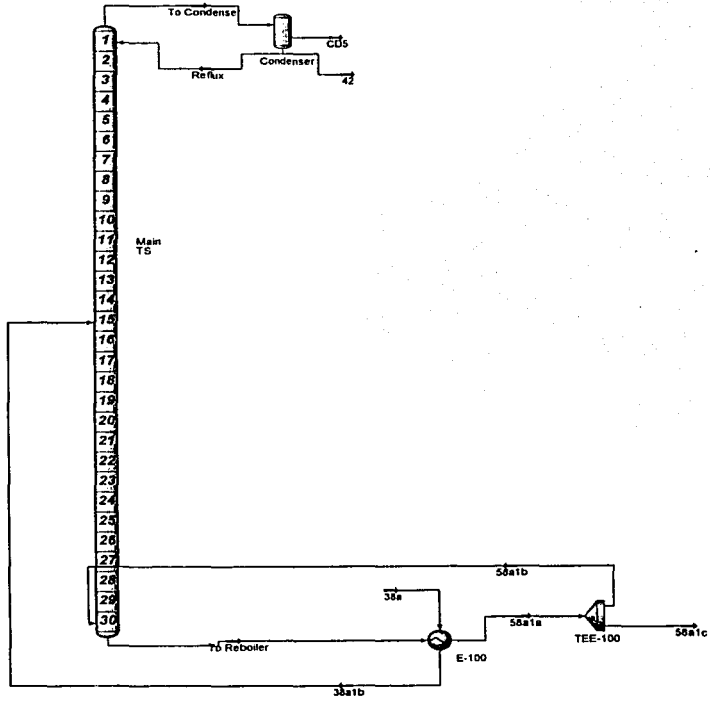 To Condense
CD5
Condenser
Reflux
42
1
2
3
4
5
6
7
8
9
10
11
12
13
14
15
16
17
18
19
20
21
22
23
24
25
26
27
28
29
30
Main
TS
58a1b
38a
58a1a
TEE-100
58a1c
To Reboiler
E-100
38a1b